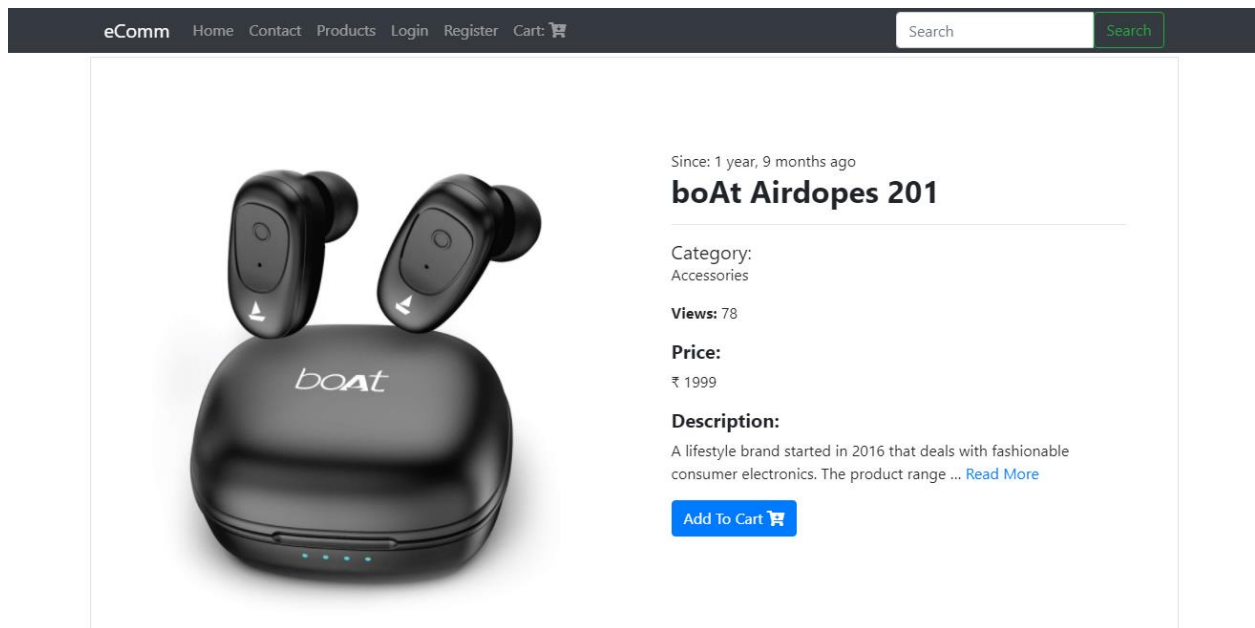 eComm Home Contact Products Login Register Cart: Search Search
Since: 1 year, 9 months ago
boAt Airdopes 201
Category:
Accessories
Views: 78
Price:
₹ 1999
Description:
A lifestyle brand started in 2016 that deals with fashionable
consumer electronics. The product range ... Read More
Add To Cart
boAt